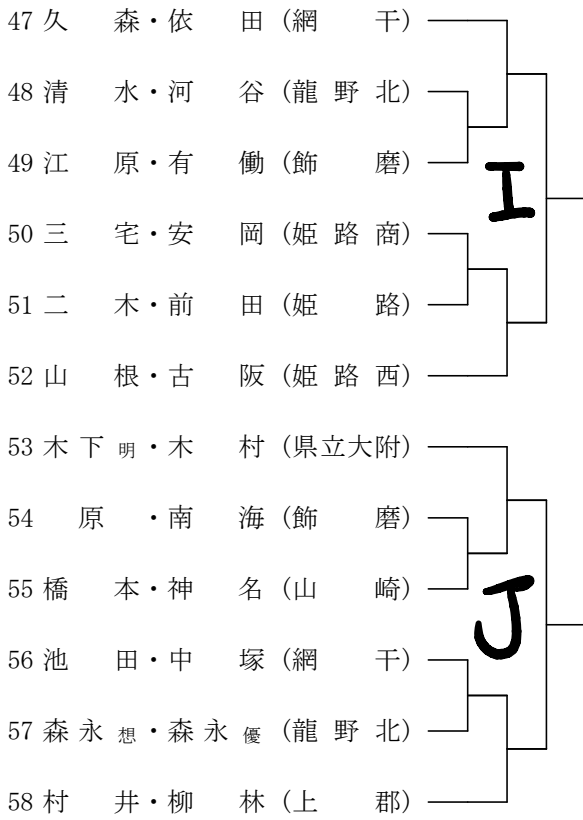 47 久森・依田（網干）
48 清水・河谷（龍野北）
49 江原・有働（飾磨）
I
50 三宅・安岡（姫路商）
51 二木・前田（姫路）
52 山根・古阪（姫路西）
53 木下明・木村（県立大附）
54 原・南海（飾磨）
55 橋本・神名（山崎）
J
56 池田・中塚（網干）
57 森永想・森永優（龍野北）
58 村井・柳林（上郡）